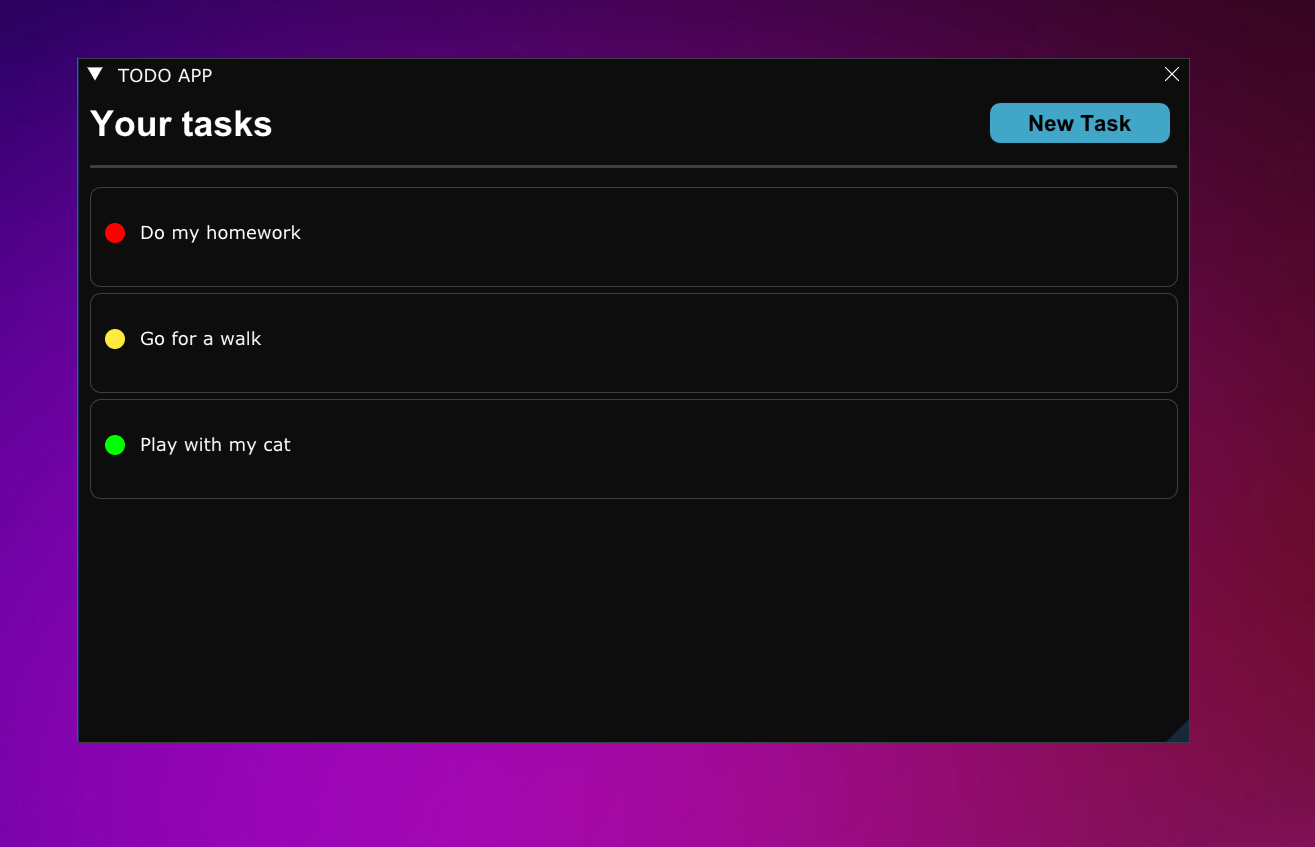 TODO APP
Your tasks
New Task
Do my homework
Go for a walk
Play with my cat